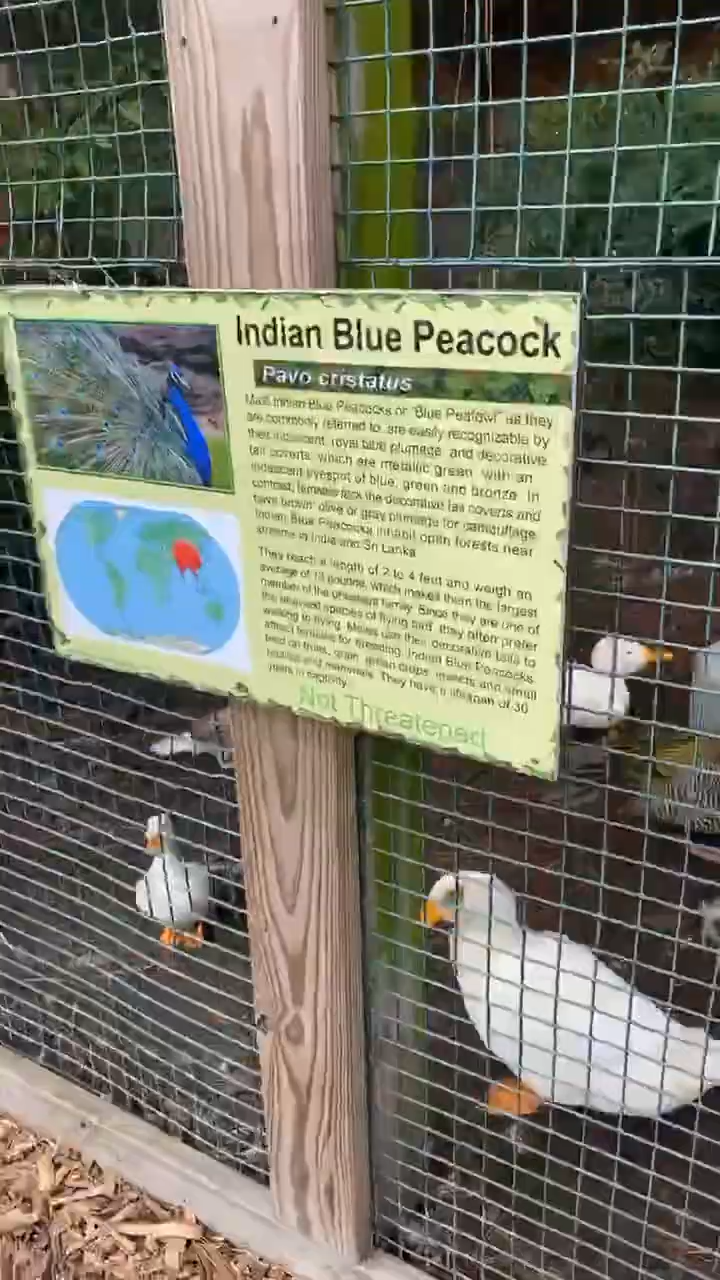 Indian Blue Peacock
Pavo cristatus
Most Indian Blue Peacocks or "Blue Peafowl" as they
are commonly referred to, are easily recognizable by
their iridescent, royal blue plumage, and decorative
tail coverts, which are metallic green, with an
iridescent eyespot of blue, green and bronze. In
contrast, females lack the decorative tail coverts and
have brown, olive or gray plumage for camouflage.
Indian Blue Peacocks inhabit open forests near
streams in India and Sri Lanka.
They reach a length of 2 to 4 feet and weigh an
average of 13 pounds, which makes them the largest
member of the pheasant family. Since they are one of
the heaviest species of flying bird, they often prefer
walking to flying. Males use their decorative tails to
attract females for breeding. Indian Blue Peacocks
feed on fruits, grain, green crops, insects and small
reptiles and mammals. They have a lifespan of 30
years in captivity.
Not Threatened